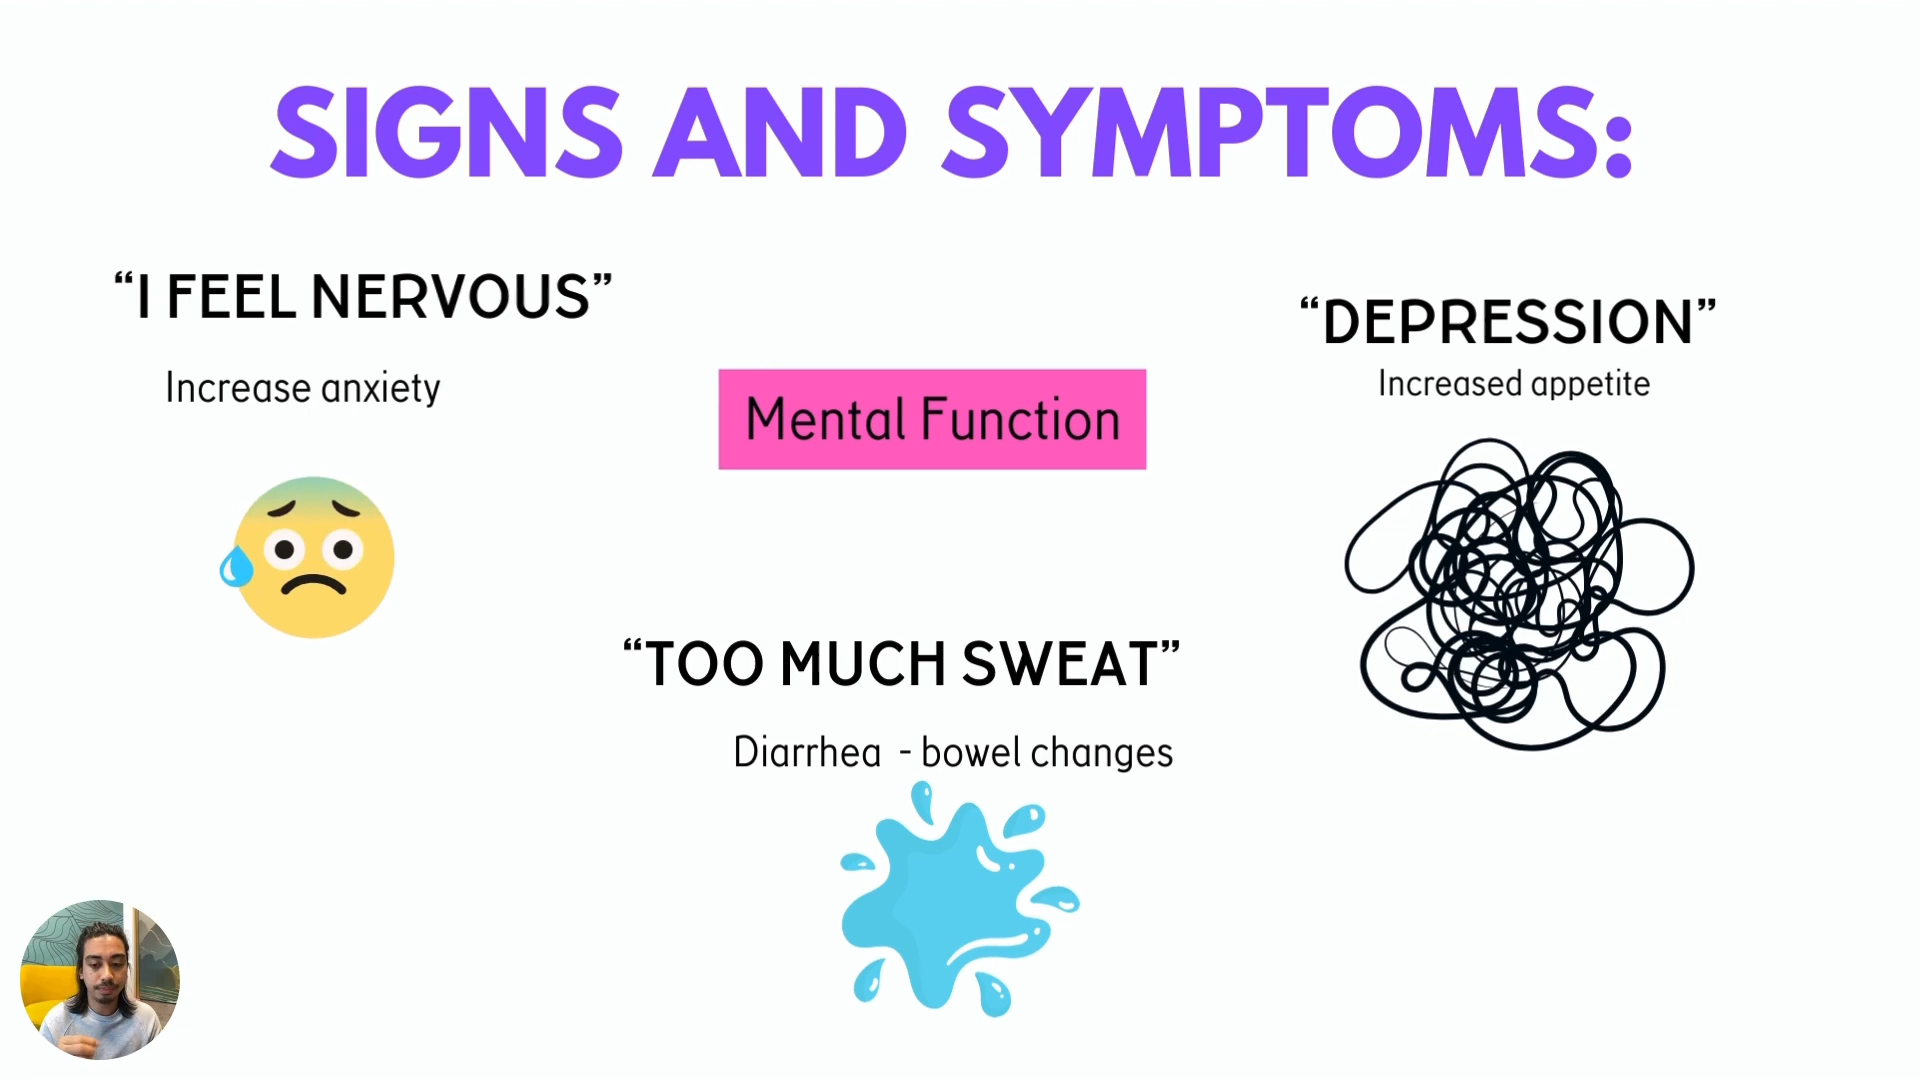 SIGNS AND SYMPTOMS:
“I FEEL NERVOUS”
Increase anxiety
Mental Function
“DEPRESSION”
Increased appetite
“TOO MUCH SWEAT”
Diarrhea - bowel changes